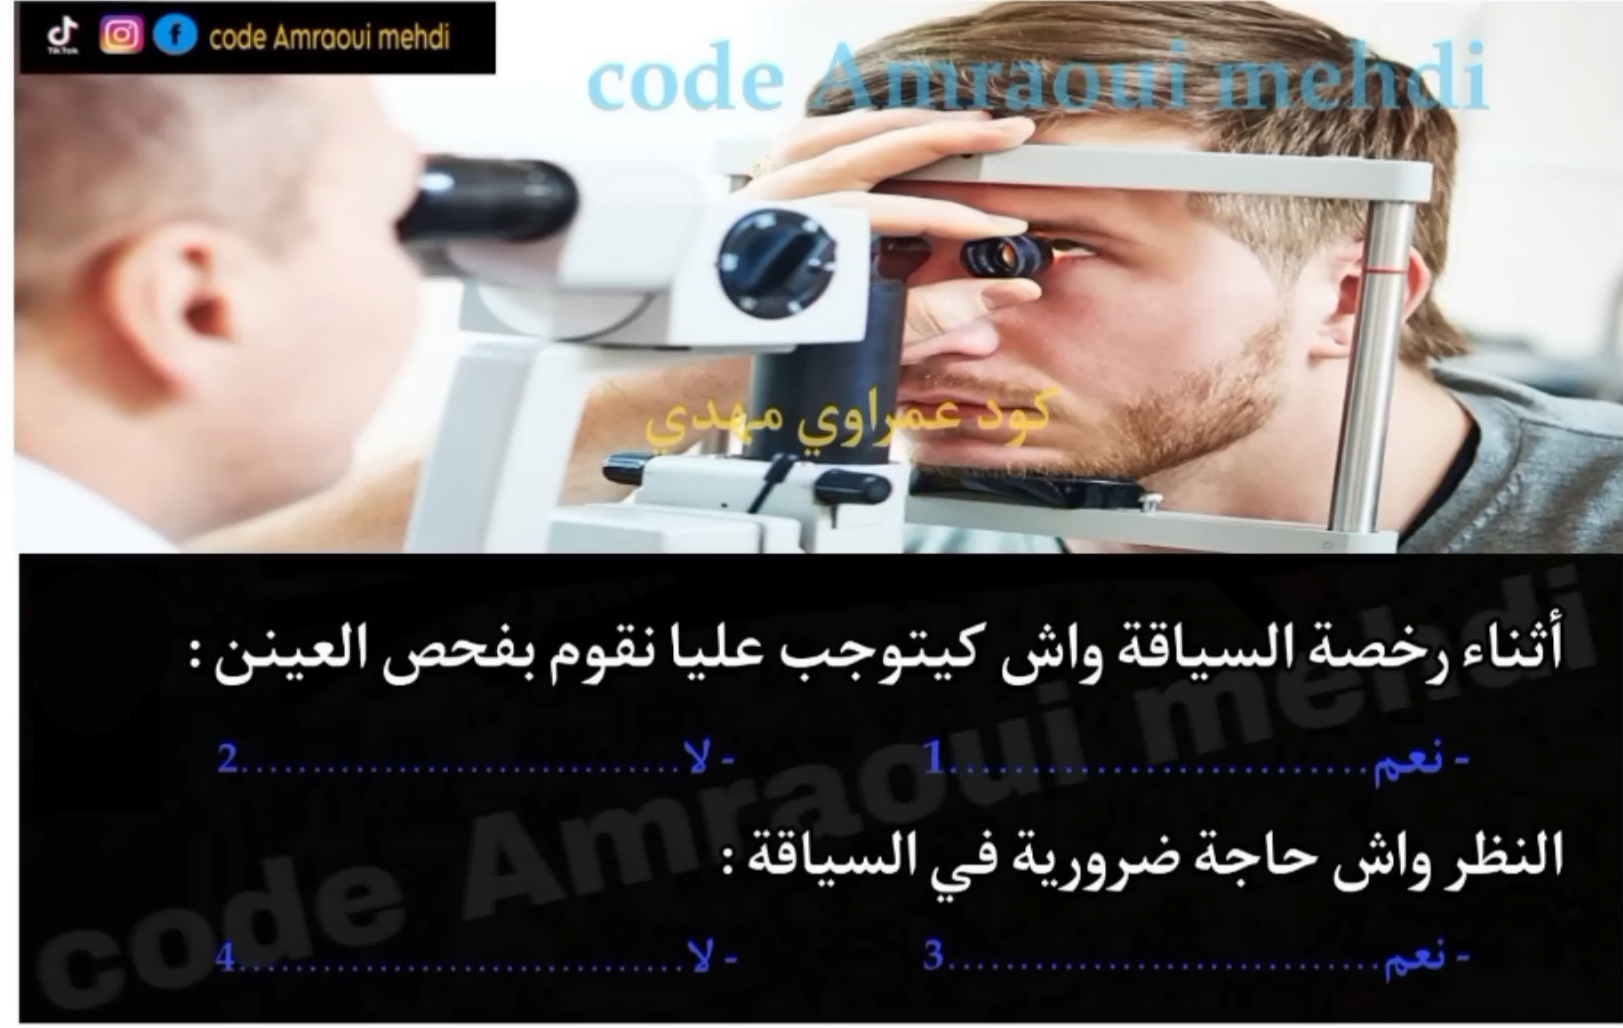 TikTok
code Amraoui mehdi
code Amraoui mehdi
كود عمراوي مهدي
أثناء رخصة السياقة واش كيتوجب عليا نقوم بفحص العينن :
- نعم.............................1
- لا...............................2
النظر واش حاجة ضرورية في السياقة :
- نعم..............................3
- لا...............................4
code Amraoui mehdi